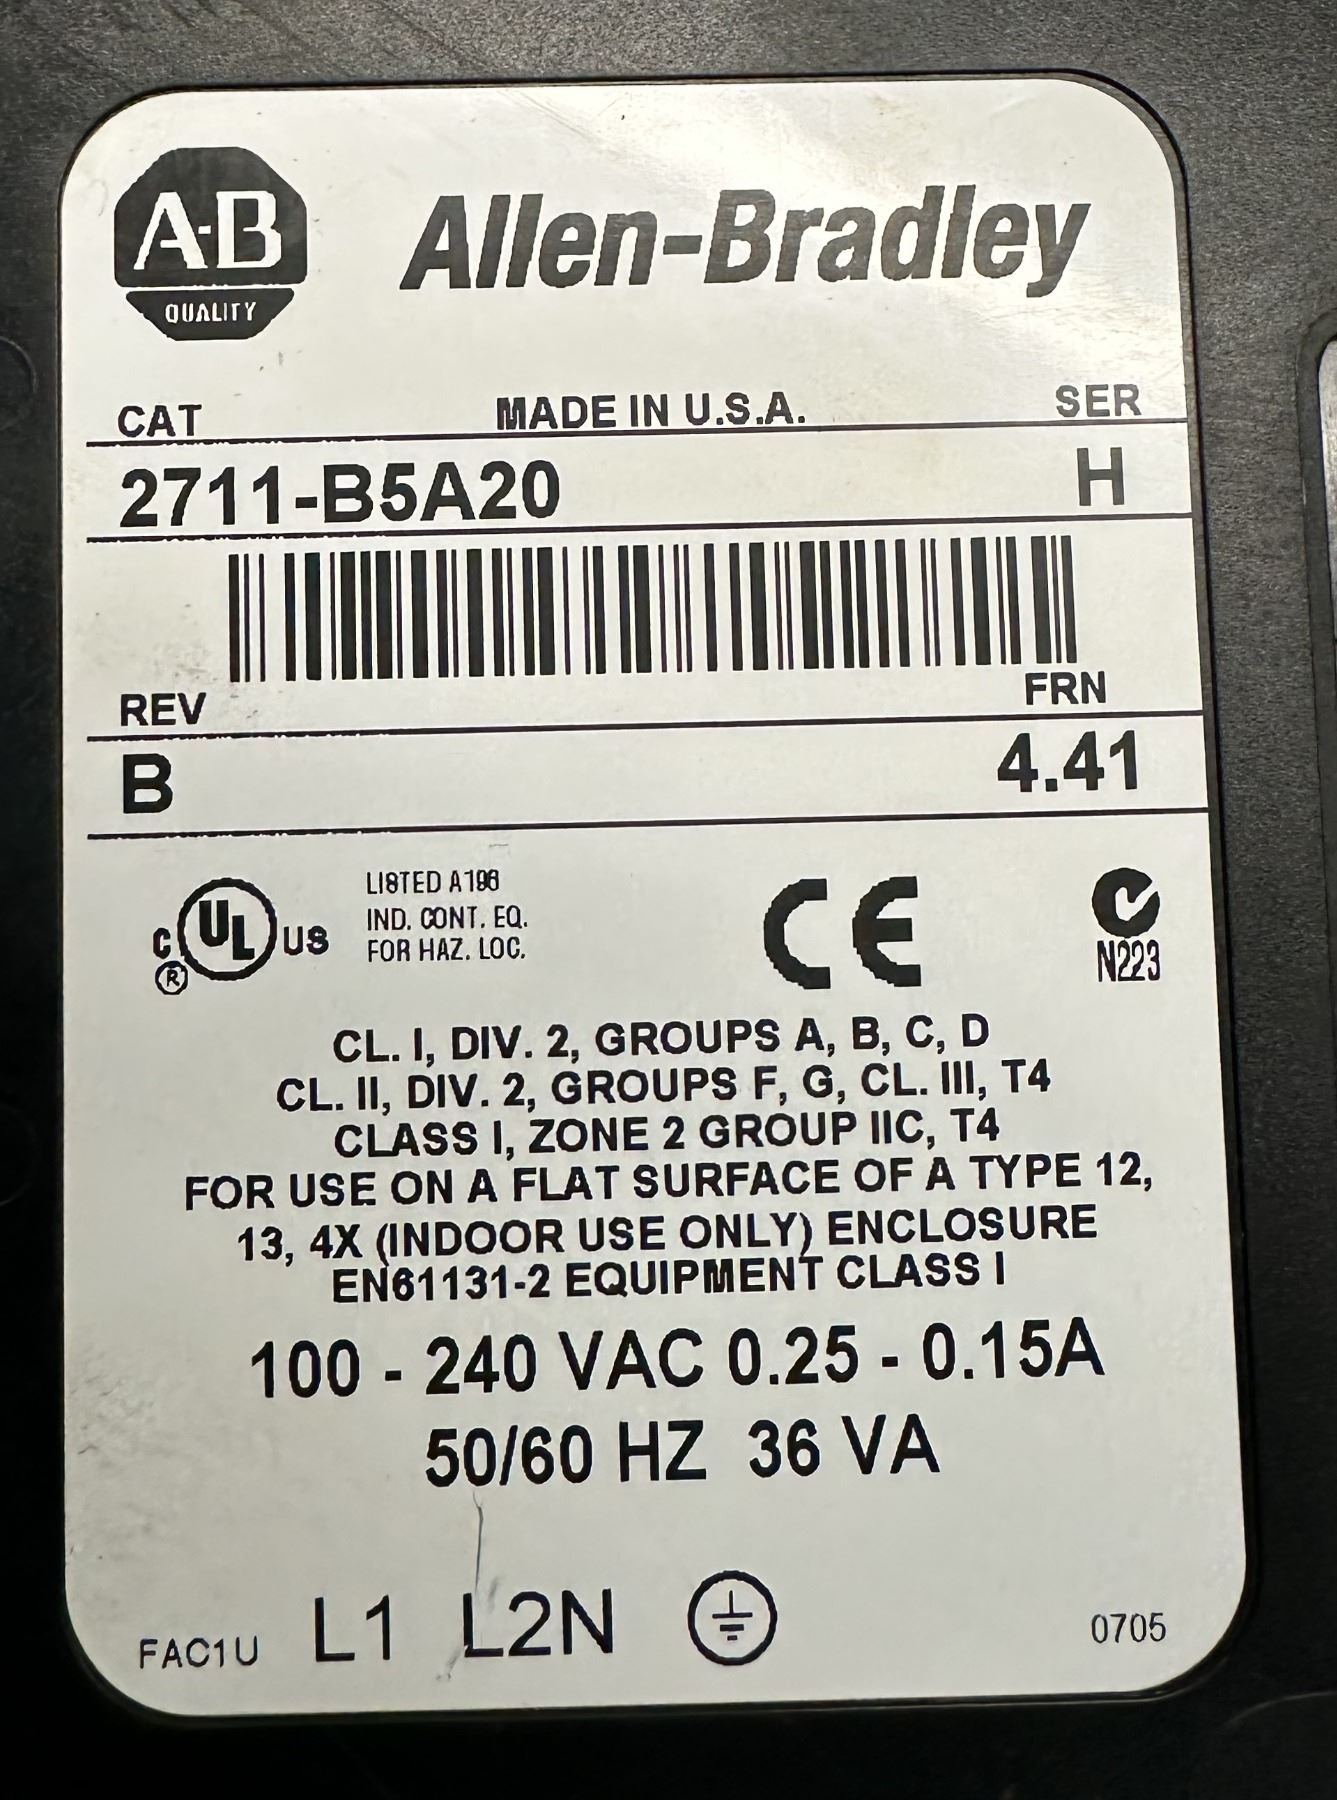 A-B
QUALITY
Allen-Bradley
CAT MADE IN U.S.A. SER
2711-B5A20 H
REV FRN
B 4.41
C UL US
®
LISTED A196
IND. CONT. EQ.
FOR HAZ. LOC.
CE
N223
CL. I, DIV. 2, GROUPS A, B, C, D
CL. II, DIV. 2, GROUPS F, G, CL. III, T4
CLASS I, ZONE 2 GROUP IIC, T4
FOR USE ON A FLAT SURFACE OF A TYPE 12,
13, 4X (INDOOR USE ONLY) ENCLOSURE
EN61131-2 EQUIPMENT CLASS I
100 - 240 VAC 0.25 - 0.15A
50/60 HZ 36 VA
FAC1U L1 L2N 0705